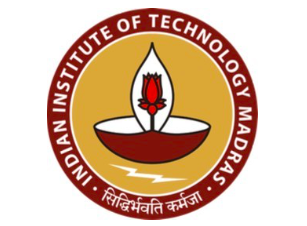 · INDIAN INSTITUTE OF TECHNOLOGY MADRAS ·
सिद्धिर्भवति कर्मजा